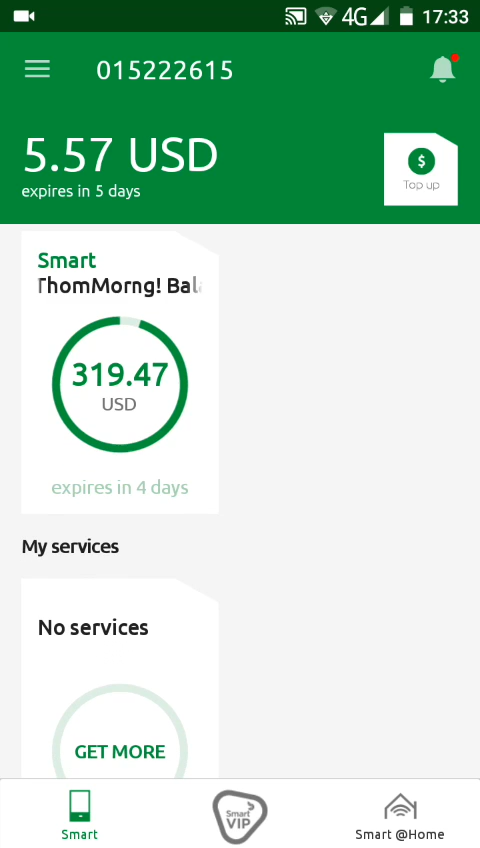 4G 17:33
015222615
5.57 USD
expires in 5 days
$
Top up
Smart
ThomMorng!
319.47
USD
expires in 4 days
My services
No services
GET MORE
Smart
VIP
Smart
Smart @Home